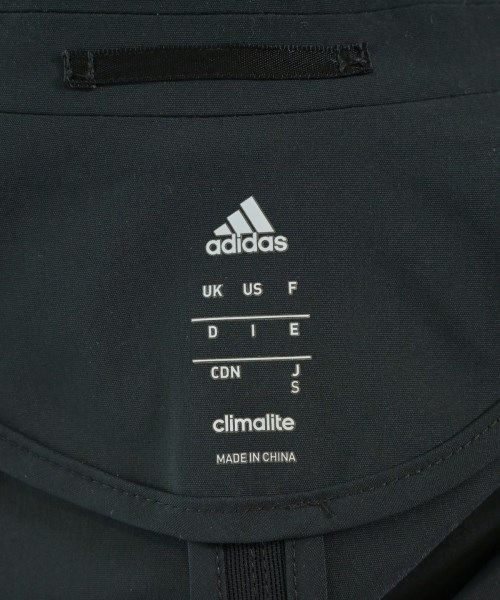 adidas
UK US F
D I E
CDN J
S
climalite
MADE IN CHINA